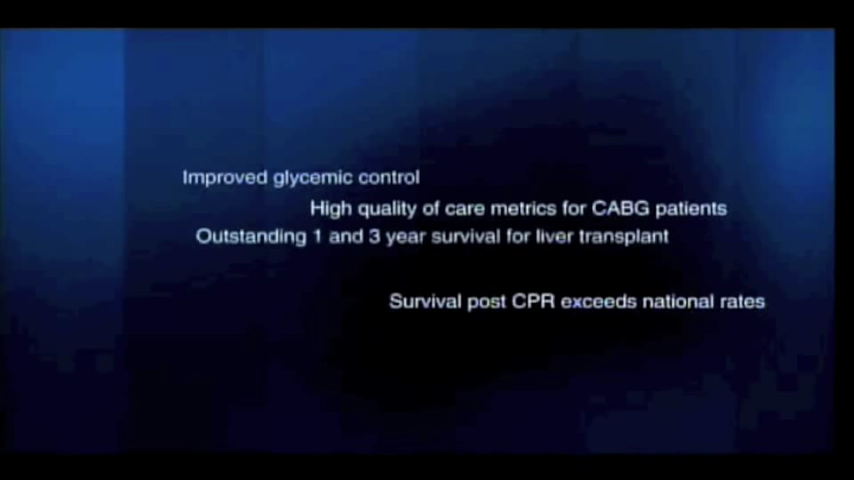 Improved glycemic control
High quality of care metrics for CABG patients
Outstanding 1 and 3 year survival for liver transplant
Survival post CPR exceeds national rates